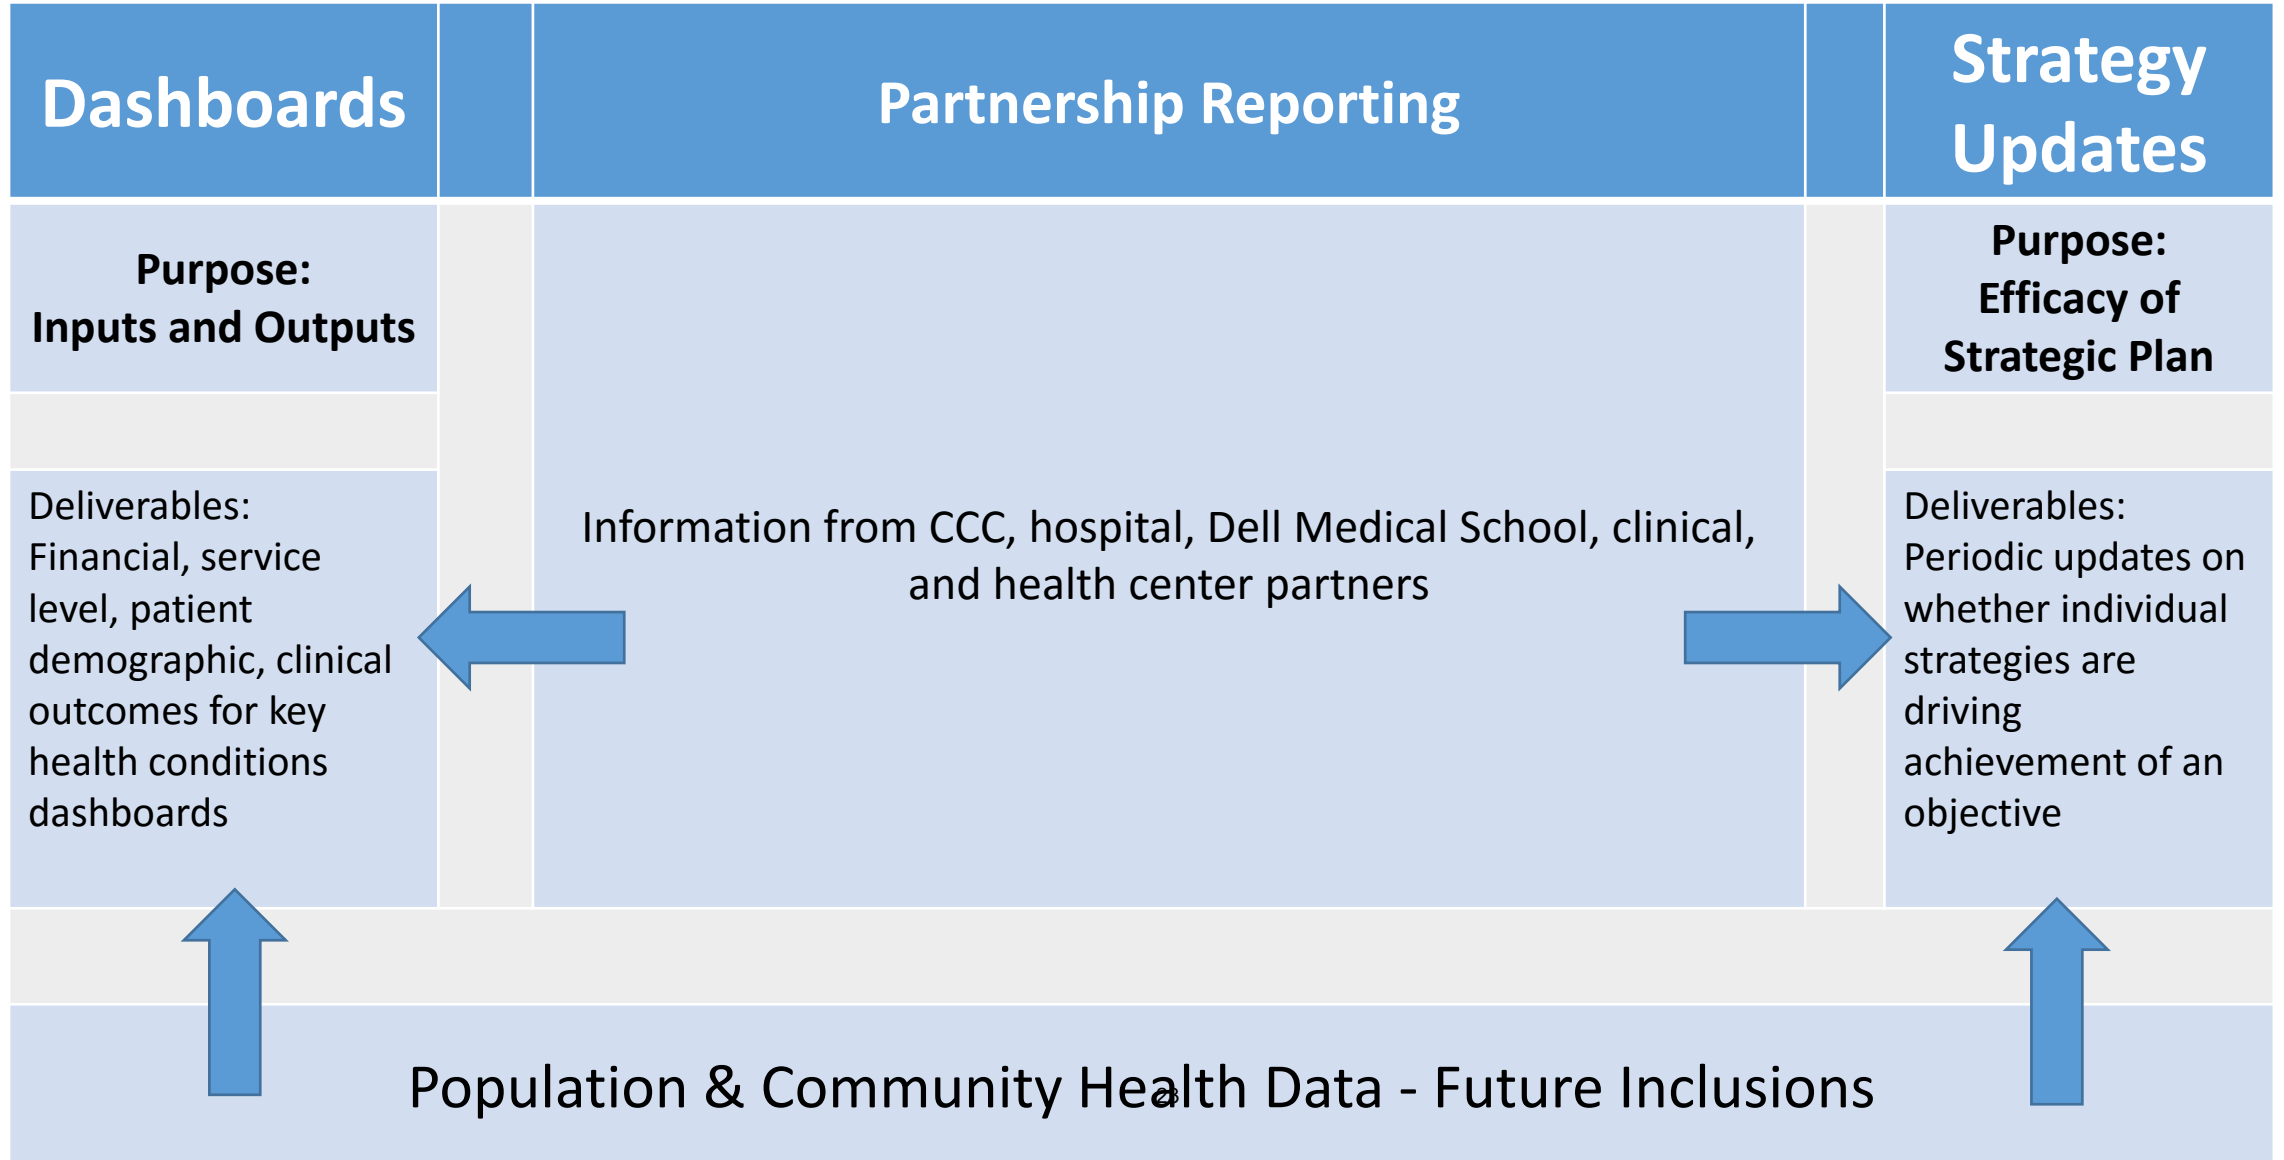 Dashboards
Partnership Reporting
Strategy
Updates
Purpose:
Inputs and Outputs
Purpose:
Efficacy of
Strategic Plan
Deliverables:
Financial, service
level, patient
demographic, clinical
outcomes for key
health conditions
dashboards
Information from CCC, hospital, Dell Medical School, clinical,
and health center partners
Deliverables:
Periodic updates on
whether individual
strategies are
driving
achievement of an
objective
Population & Community Health Data - Future Inclusions
23